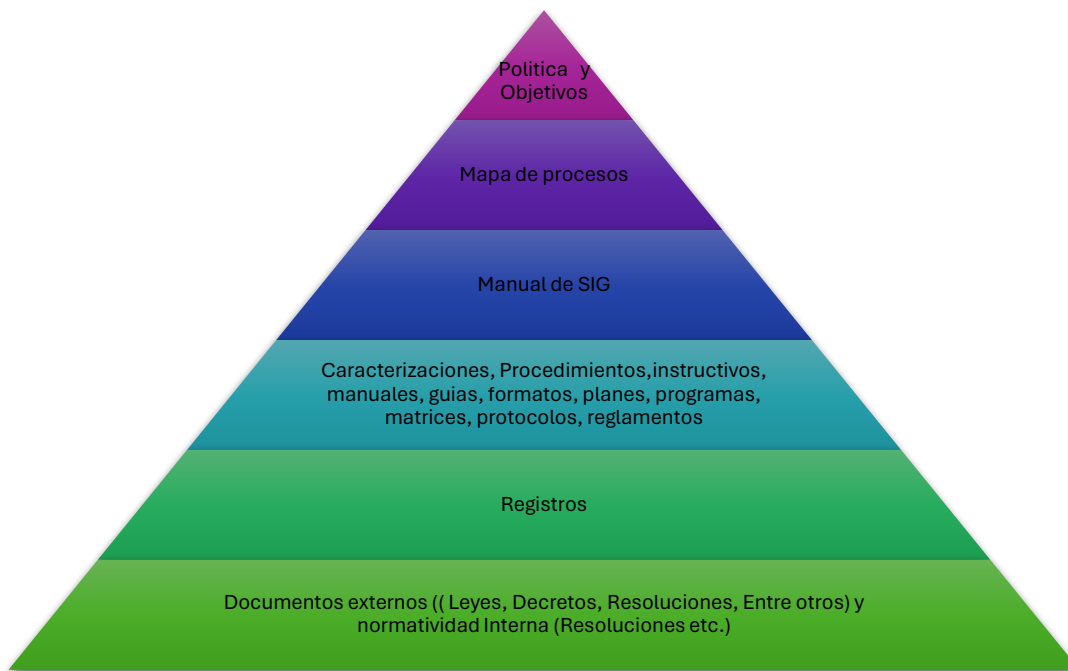 Politica y
Objetivos
Mapa de procesos
Manual de SIG
Caracterizaciones, Procedimientos,instructivos,
manuales, guias, formatos, planes, programas,
matrices, protocolos, reglamentos
Registros
Documentos externos (( Leyes, Decretos, Resoluciones, Entre otros) y
normatividad Interna (Resoluciones etc.)